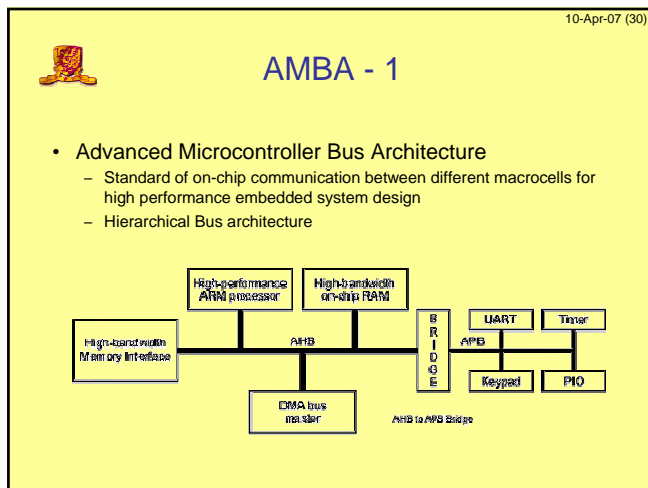 10-Apr-07 (30)
AMBA - 1
• Advanced Microcontroller Bus Architecture
– Standard of on-chip communication between different macrocells for
high performance embedded system design
– Hierarchical Bus architecture
High-performance
ARM processor
High-bandwidth
on-chip RAM
High-bandwidth
Memory Interface
AHB
B
R
I
D
G
E
APB
UART
Timer
Keypad
PIO
DMA bus
master
AHB to APB Bridge